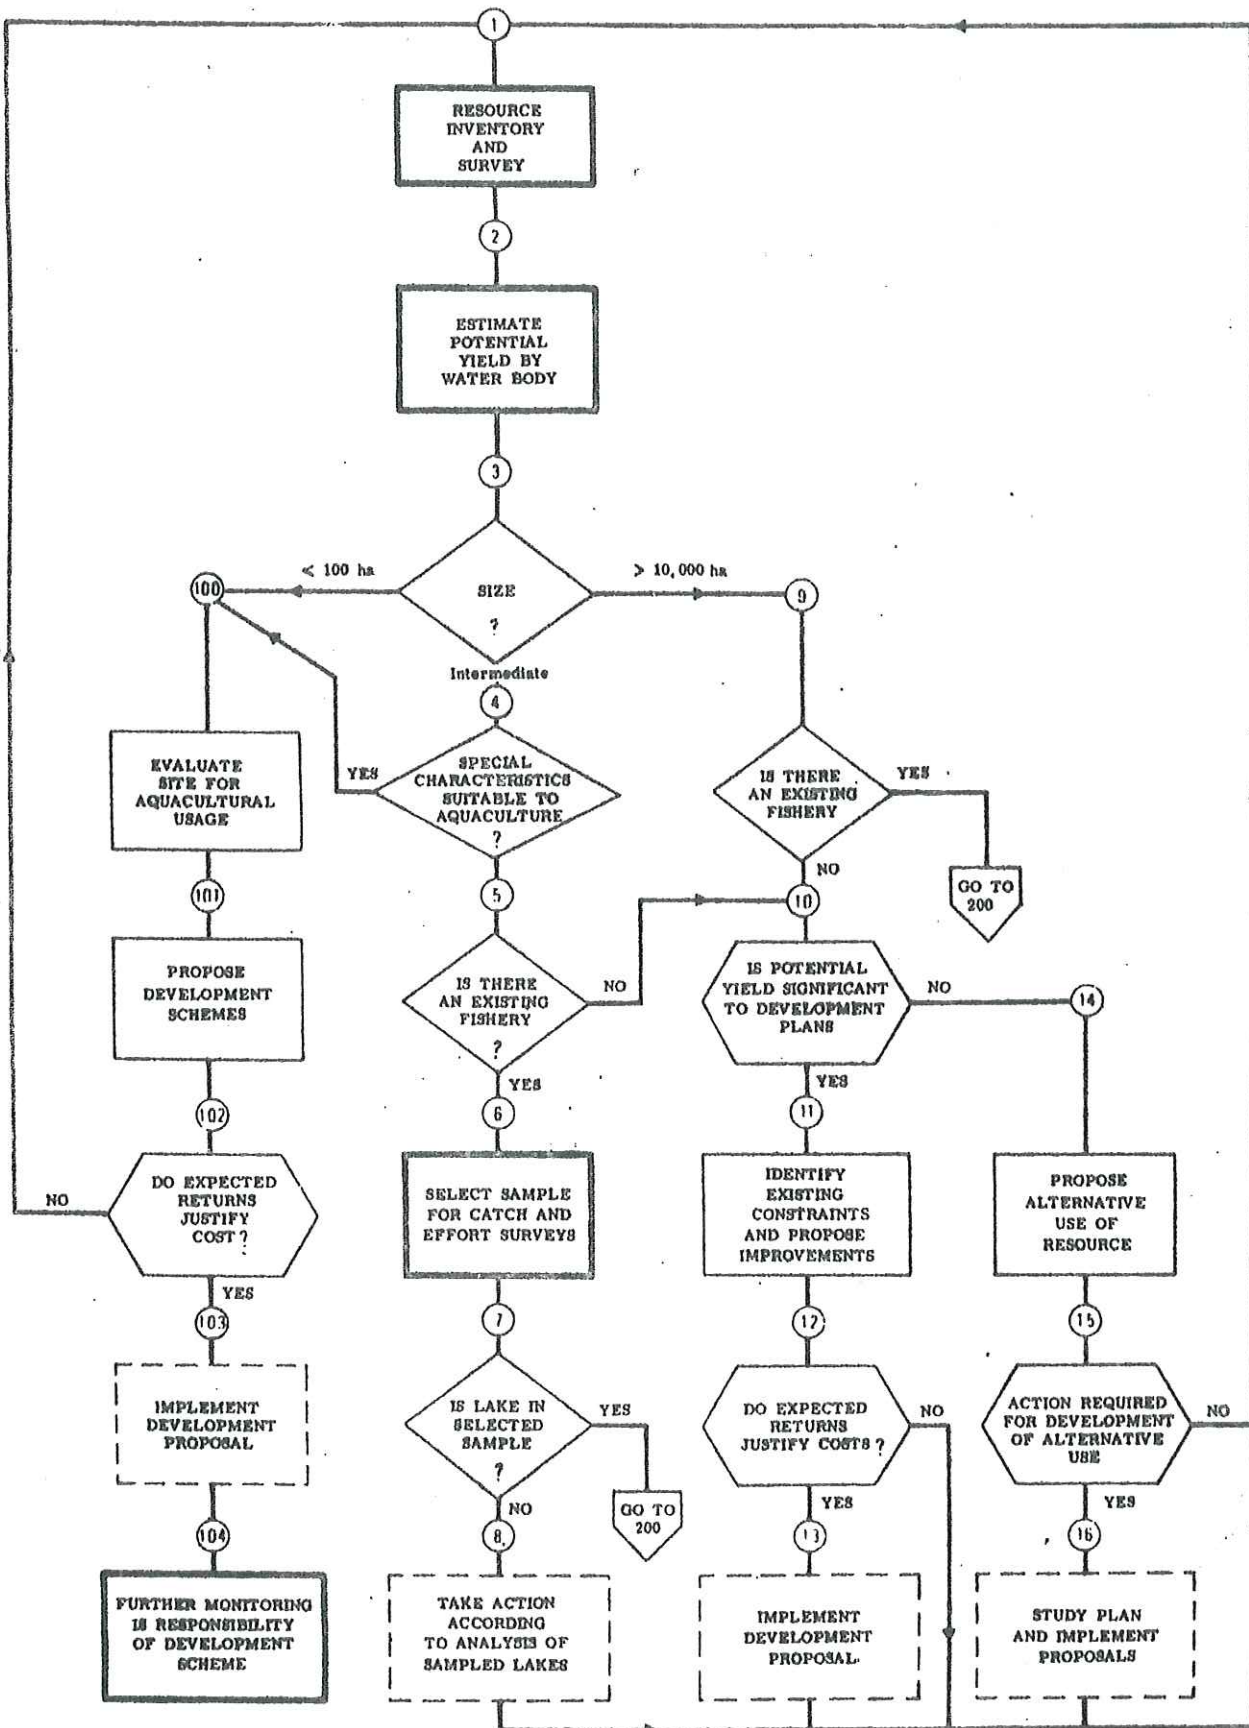 1
RESOURCE
INVENTORY
AND
SURVEY
2
ESTIMATE
POTENTIAL
YIELD BY
WATER BODY
3
< 100 ha
SIZE
?
> 10,000 ha
100
9
Intermediate
4
EVALUATE
SITE FOR
AQUACULTURAL
USAGE
YES
SPECIAL
CHARACTERISTICS
SUITABLE TO
AQUACULTURE
?
IS THERE
AN EXISTING
FISHERY
YES
NO
GO TO
200
101
5
10
PROPOSE
DEVELOPMENT
SCHEMES
IS THERE
AN EXISTING
FISHERY
?
NO
YES
IS POTENTIAL
YIELD SIGNIFICANT
TO DEVELOPMENT
PLANS
NO
14
YES
102
6
11
NO
DO EXPECTED
RETURNS
JUSTIFY
COST?
YES
SELECT SAMPLE
FOR CATCH AND
EFFORT SURVEYS
IDENTIFY
EXISTING
CONSTRAINTS
AND PROPOSE
IMPROVEMENTS
PROPOSE
ALTERNATIVE
USE OF
RESOURCE
103
7
12
15
IMPLEMENT
DEVELOPMENT
PROPOSAL
IS LAKE IN
SELECTED
SAMPLE
?
YES
NO
GO TO
200
DO EXPECTED
RETURNS
JUSTIFY COSTS?
NO
YES
ACTION REQUIRED
FOR DEVELOPMENT
OF ALTERNATIVE
USE
NO
YES
104
8
13
16
FURTHER MONITORING
IS RESPONSIBILITY
OF DEVELOPMENT
SCHEME
TAKE ACTION
ACCORDING
TO ANALYSIS OF
SAMPLED LAKES
IMPLEMENT
DEVELOPMENT
PROPOSAL
STUDY PLAN
AND IMPLEMENT
PROPOSALS